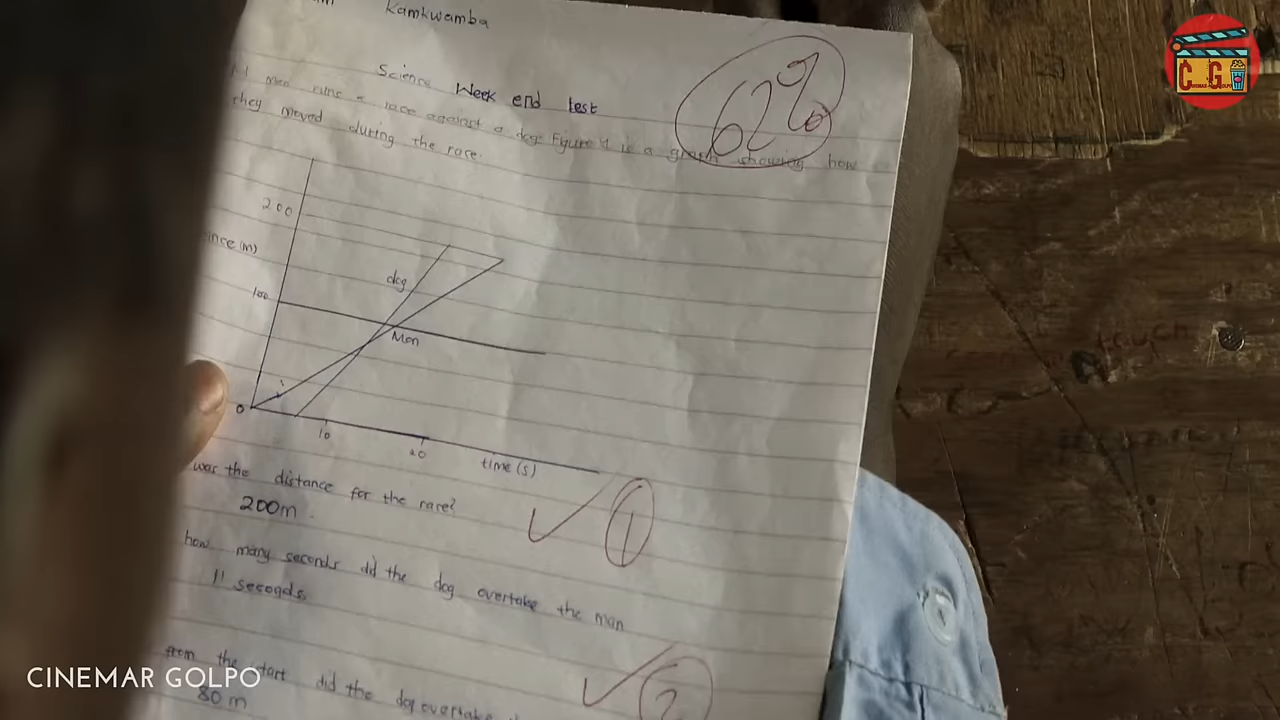 Kamkwamba
Science Week end test
62%
man runs a race against a dog. Figure 1 is a graph showing how
they moved during the race.
200
(m)
dog
100
Man
0
10
20
time (s)
was the distance for the rare?
200m.
1
how many seconds did the dog overtake the man
11 seconds.
from the start did the dog overtake
80 m
2
CINEMAR GOLPO
C G